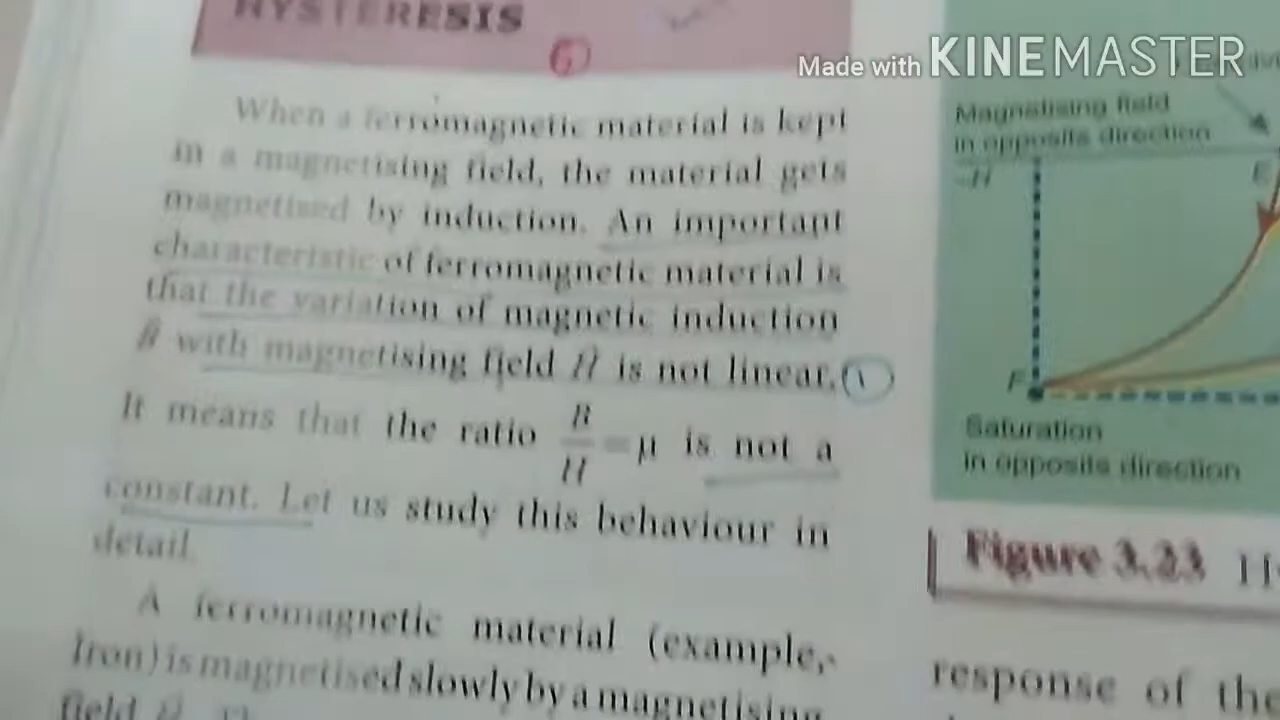 HYSTERESIS
6
Made with KINEMASTER
When a ferromagnetic material is kept
in a magnetising field, the material gets
magnetised by induction. An important
characteristic of ferromagnetic material is
that the variation of magnetic induction
B with magnetising field H is not linear.
1
It means that the ratio B/H = μ is not a
constant. Let us study this behaviour in
detail.
A ferromagnetic material (example,
Iron) is magnetised slowly by a magnetising
field
Magnetising field
in opposite direction
-H
E
F
Saturation
in opposite direction
Figure 3.23
response of the